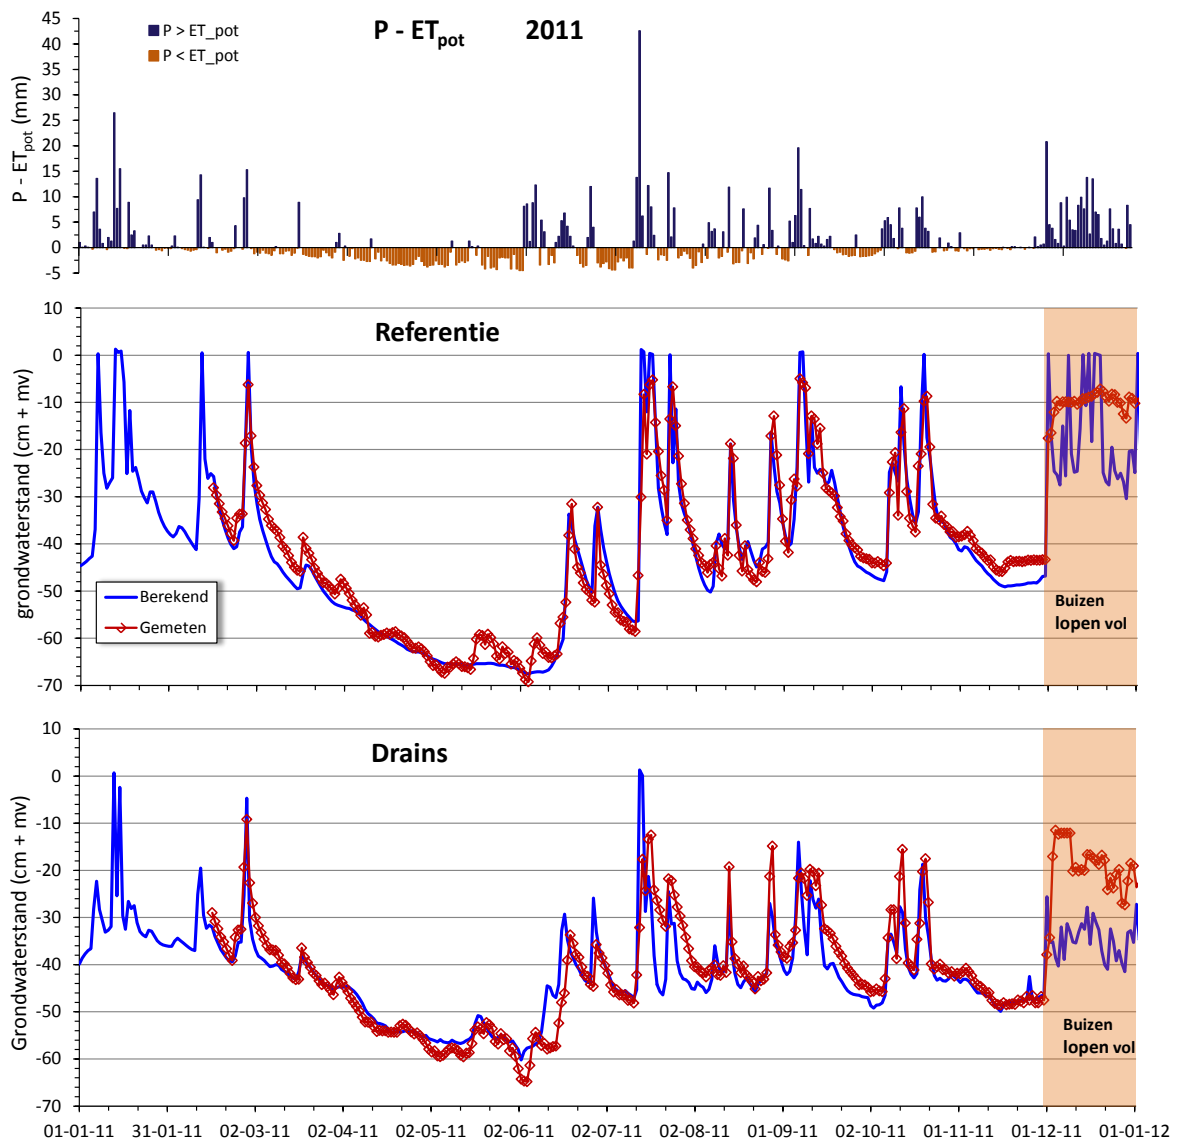 P - ETpot 2011
P > ET_pot
P < ET_pot
P - ETpot (mm)
45
40
35
30
25
20
15
10
5
0
-5
Referentie
grondwaterstand (cm + mv)
10
0
-10
-20
-30
-40
-50
-60
-70
Berekend
Gemeten
Buizen
lopen vol
Drains
Grondwaterstand (cm + mv)
10
0
-10
-20
-30
-40
-50
-60
-70
Buizen
lopen vol
01-01-11 31-01-11 02-03-11 02-04-11 02-05-11 02-06-11 02-07-11 02-08-11 01-09-11 02-10-11 01-11-11 02-12-11 01-01-12